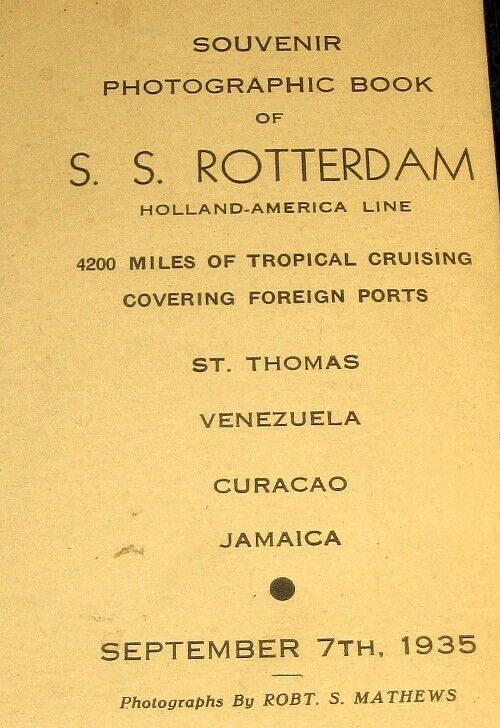 SOUVENIR
PHOTOGRAPHIC BOOK
OF
S. S. ROTTERDAM
HOLLAND-AMERICA LINE
4200 MILES OF TROPICAL CRUISING
COVERING FOREIGN PORTS
ST. THOMAS
VENEZUELA
CURACAO
JAMAICA
SEPTEMBER 7TH, 1935
Photographs By ROBT. S. MATHEWS